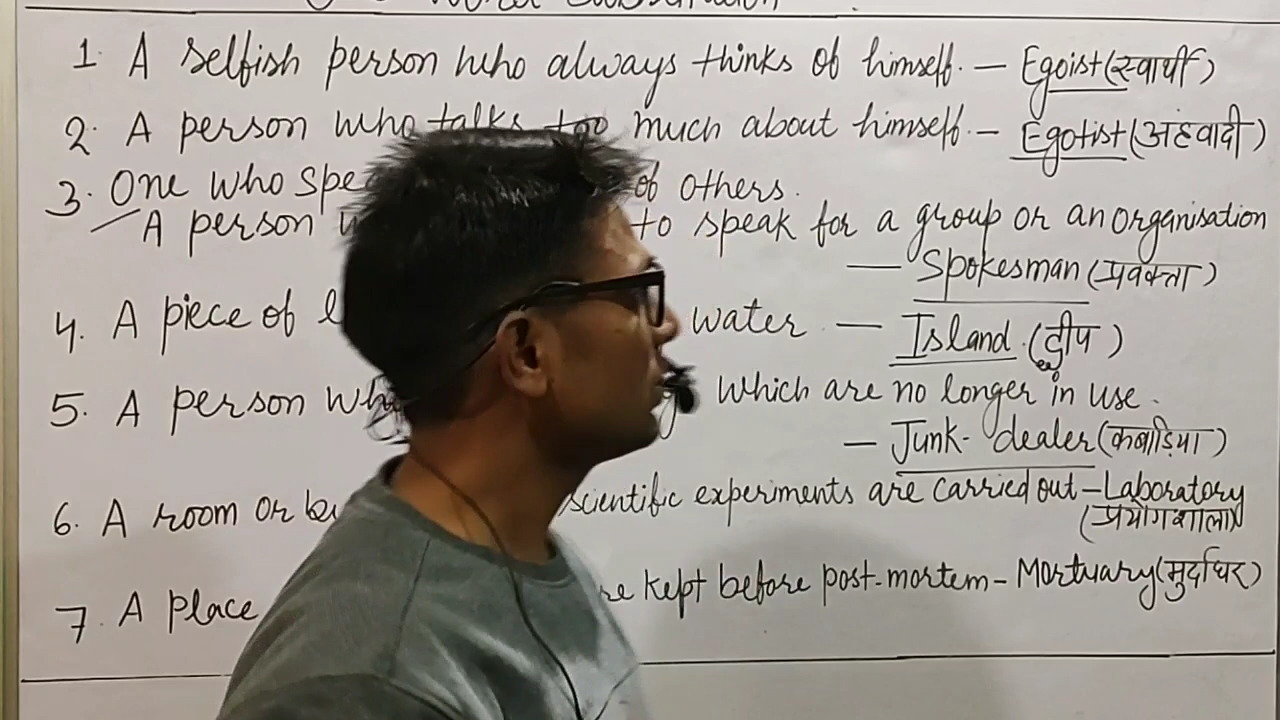 1. A selfish person who always thinks of himself. — Egoist (स्वार्थी)
2. A person who talks too much about himself. — Egotist (अहंवादी)
3. One who of others.
A person to speak for a group or an organisation
— Spokesman (प्रवक्ता)
4. A piece of water — Island. (द्वीप)
5. A person which are no longer in use.
— Junk-dealer (कबाड़िया)
6. A room or scientific experiments are carried out — Laboratory
(प्रयोगशाला)
7. A place kept before post-mortem — Mortuary (मुर्दाघर)